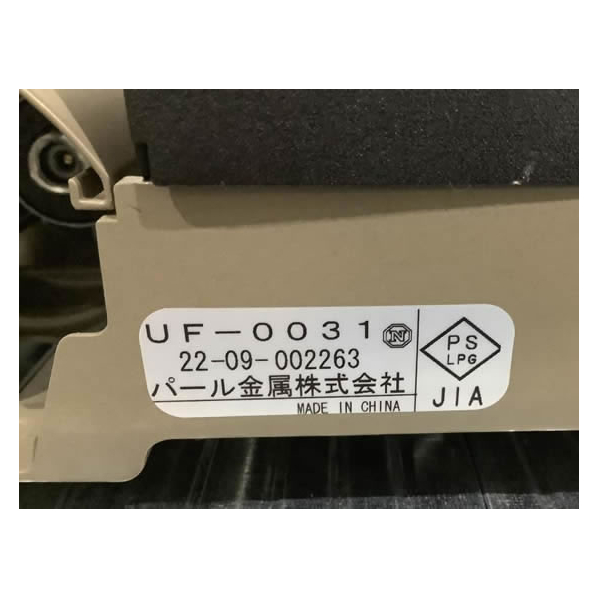 UF-0031 N
22-09-002263
パール金属株式会社
MADE IN CHINA
PS
LPG
JIA